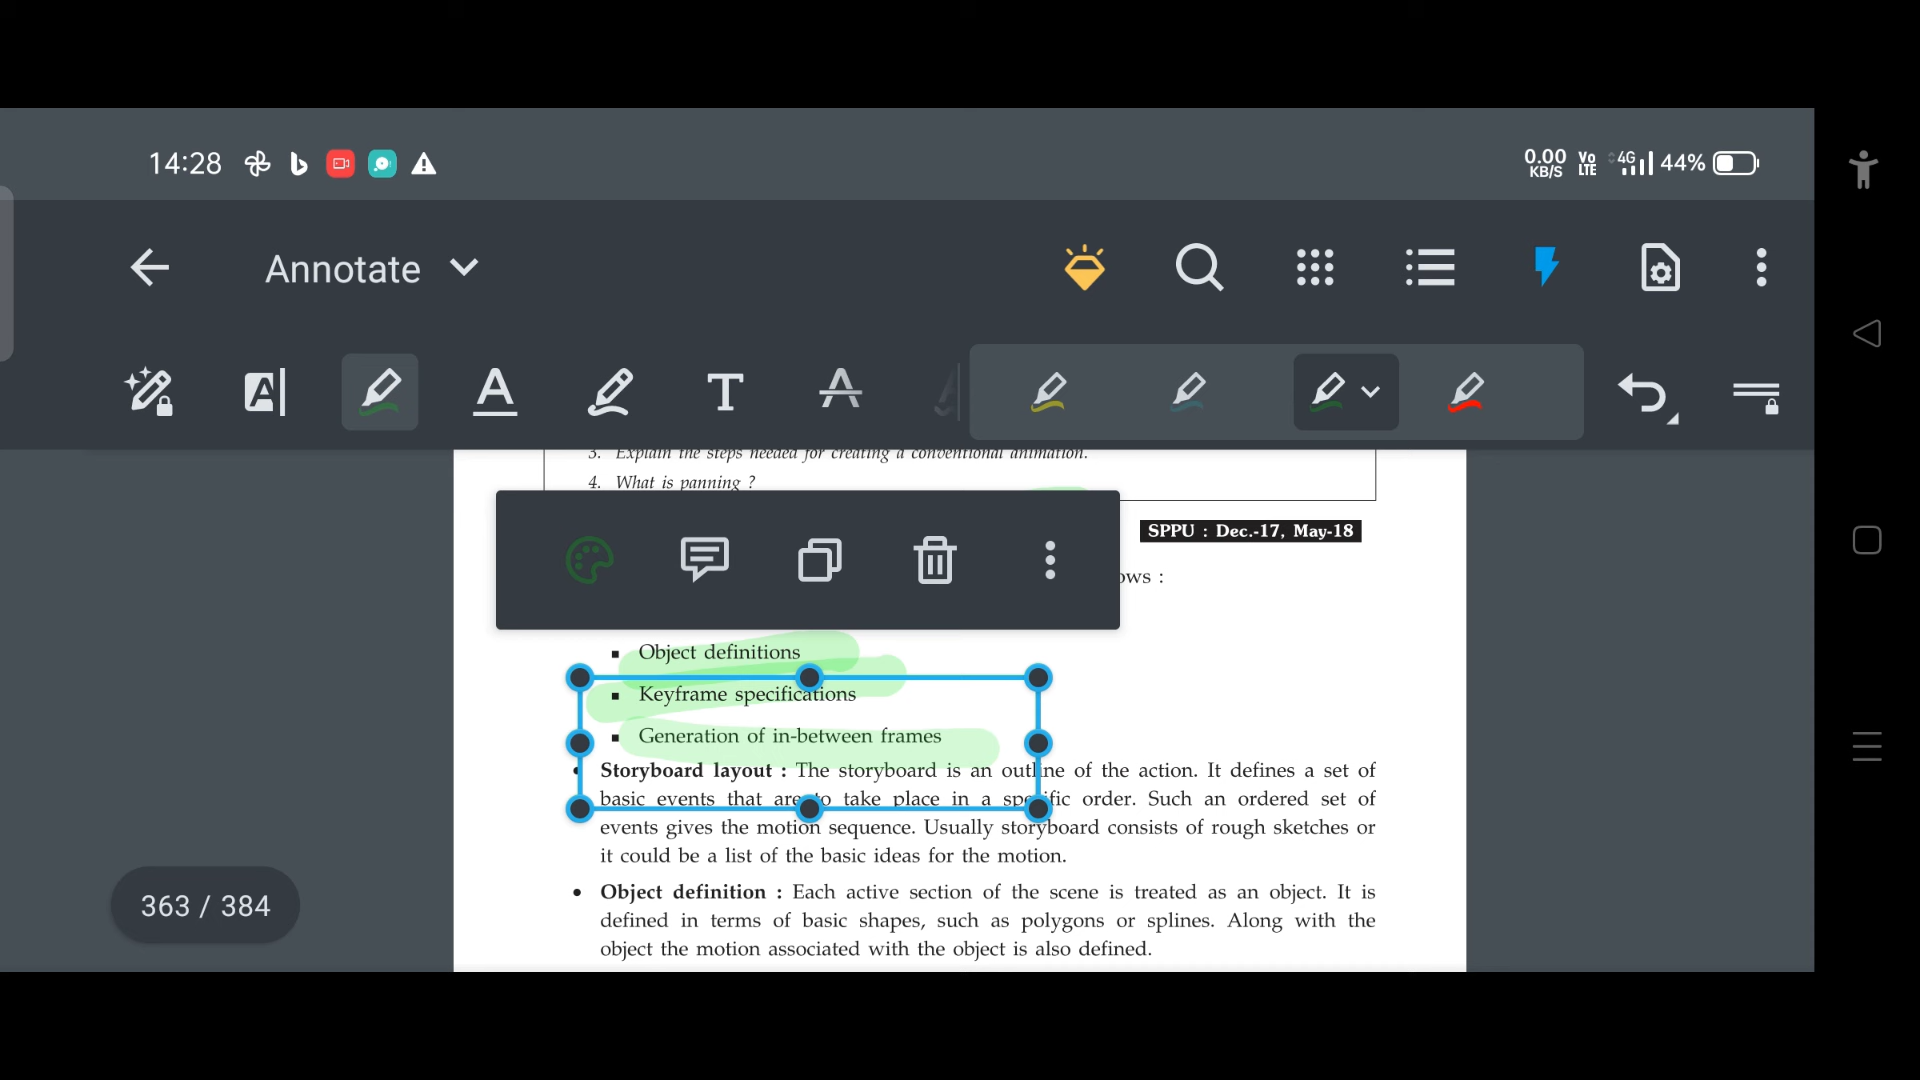 14:28
0.00 KB/S Vo LTE 4G 44%
Annotate
3. Explain the steps needed for creating a conventional animation.
4. What is panning ?
SPPU : Dec.-17, May-18
ows :
▪ Object definitions
▪ Keyframe specifications
▪ Generation of in-between frames
• Storyboard layout : The storyboard is an outline of the action. It defines a set of
basic events that are to take place in a specific order. Such an ordered set of
events gives the motion sequence. Usually storyboard consists of rough sketches or
it could be a list of the basic ideas for the motion.
• Object definition : Each active section of the scene is treated as an object. It is
defined in terms of basic shapes, such as polygons or splines. Along with the
object the motion associated with the object is also defined.
363 / 384